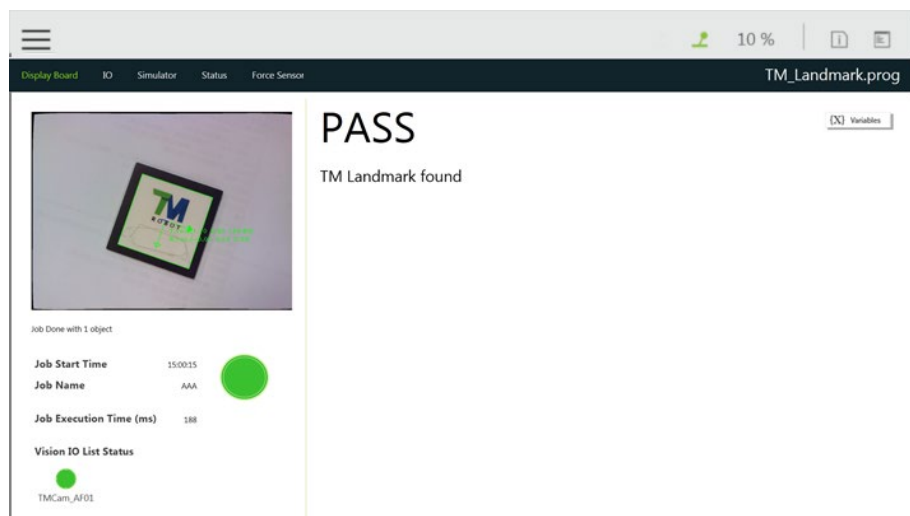 10 %
Display Board IO Simulator Status Force Sensor TM_Landmark.prog
PASS
{X} Variables
TM Landmark found
TM
ROBOT
Job Done with 1 object
Job Start Time 15:00:15
Job Name AAA
Job Execution Time (ms) 188
Vision IO List Status
TMCam_AF01